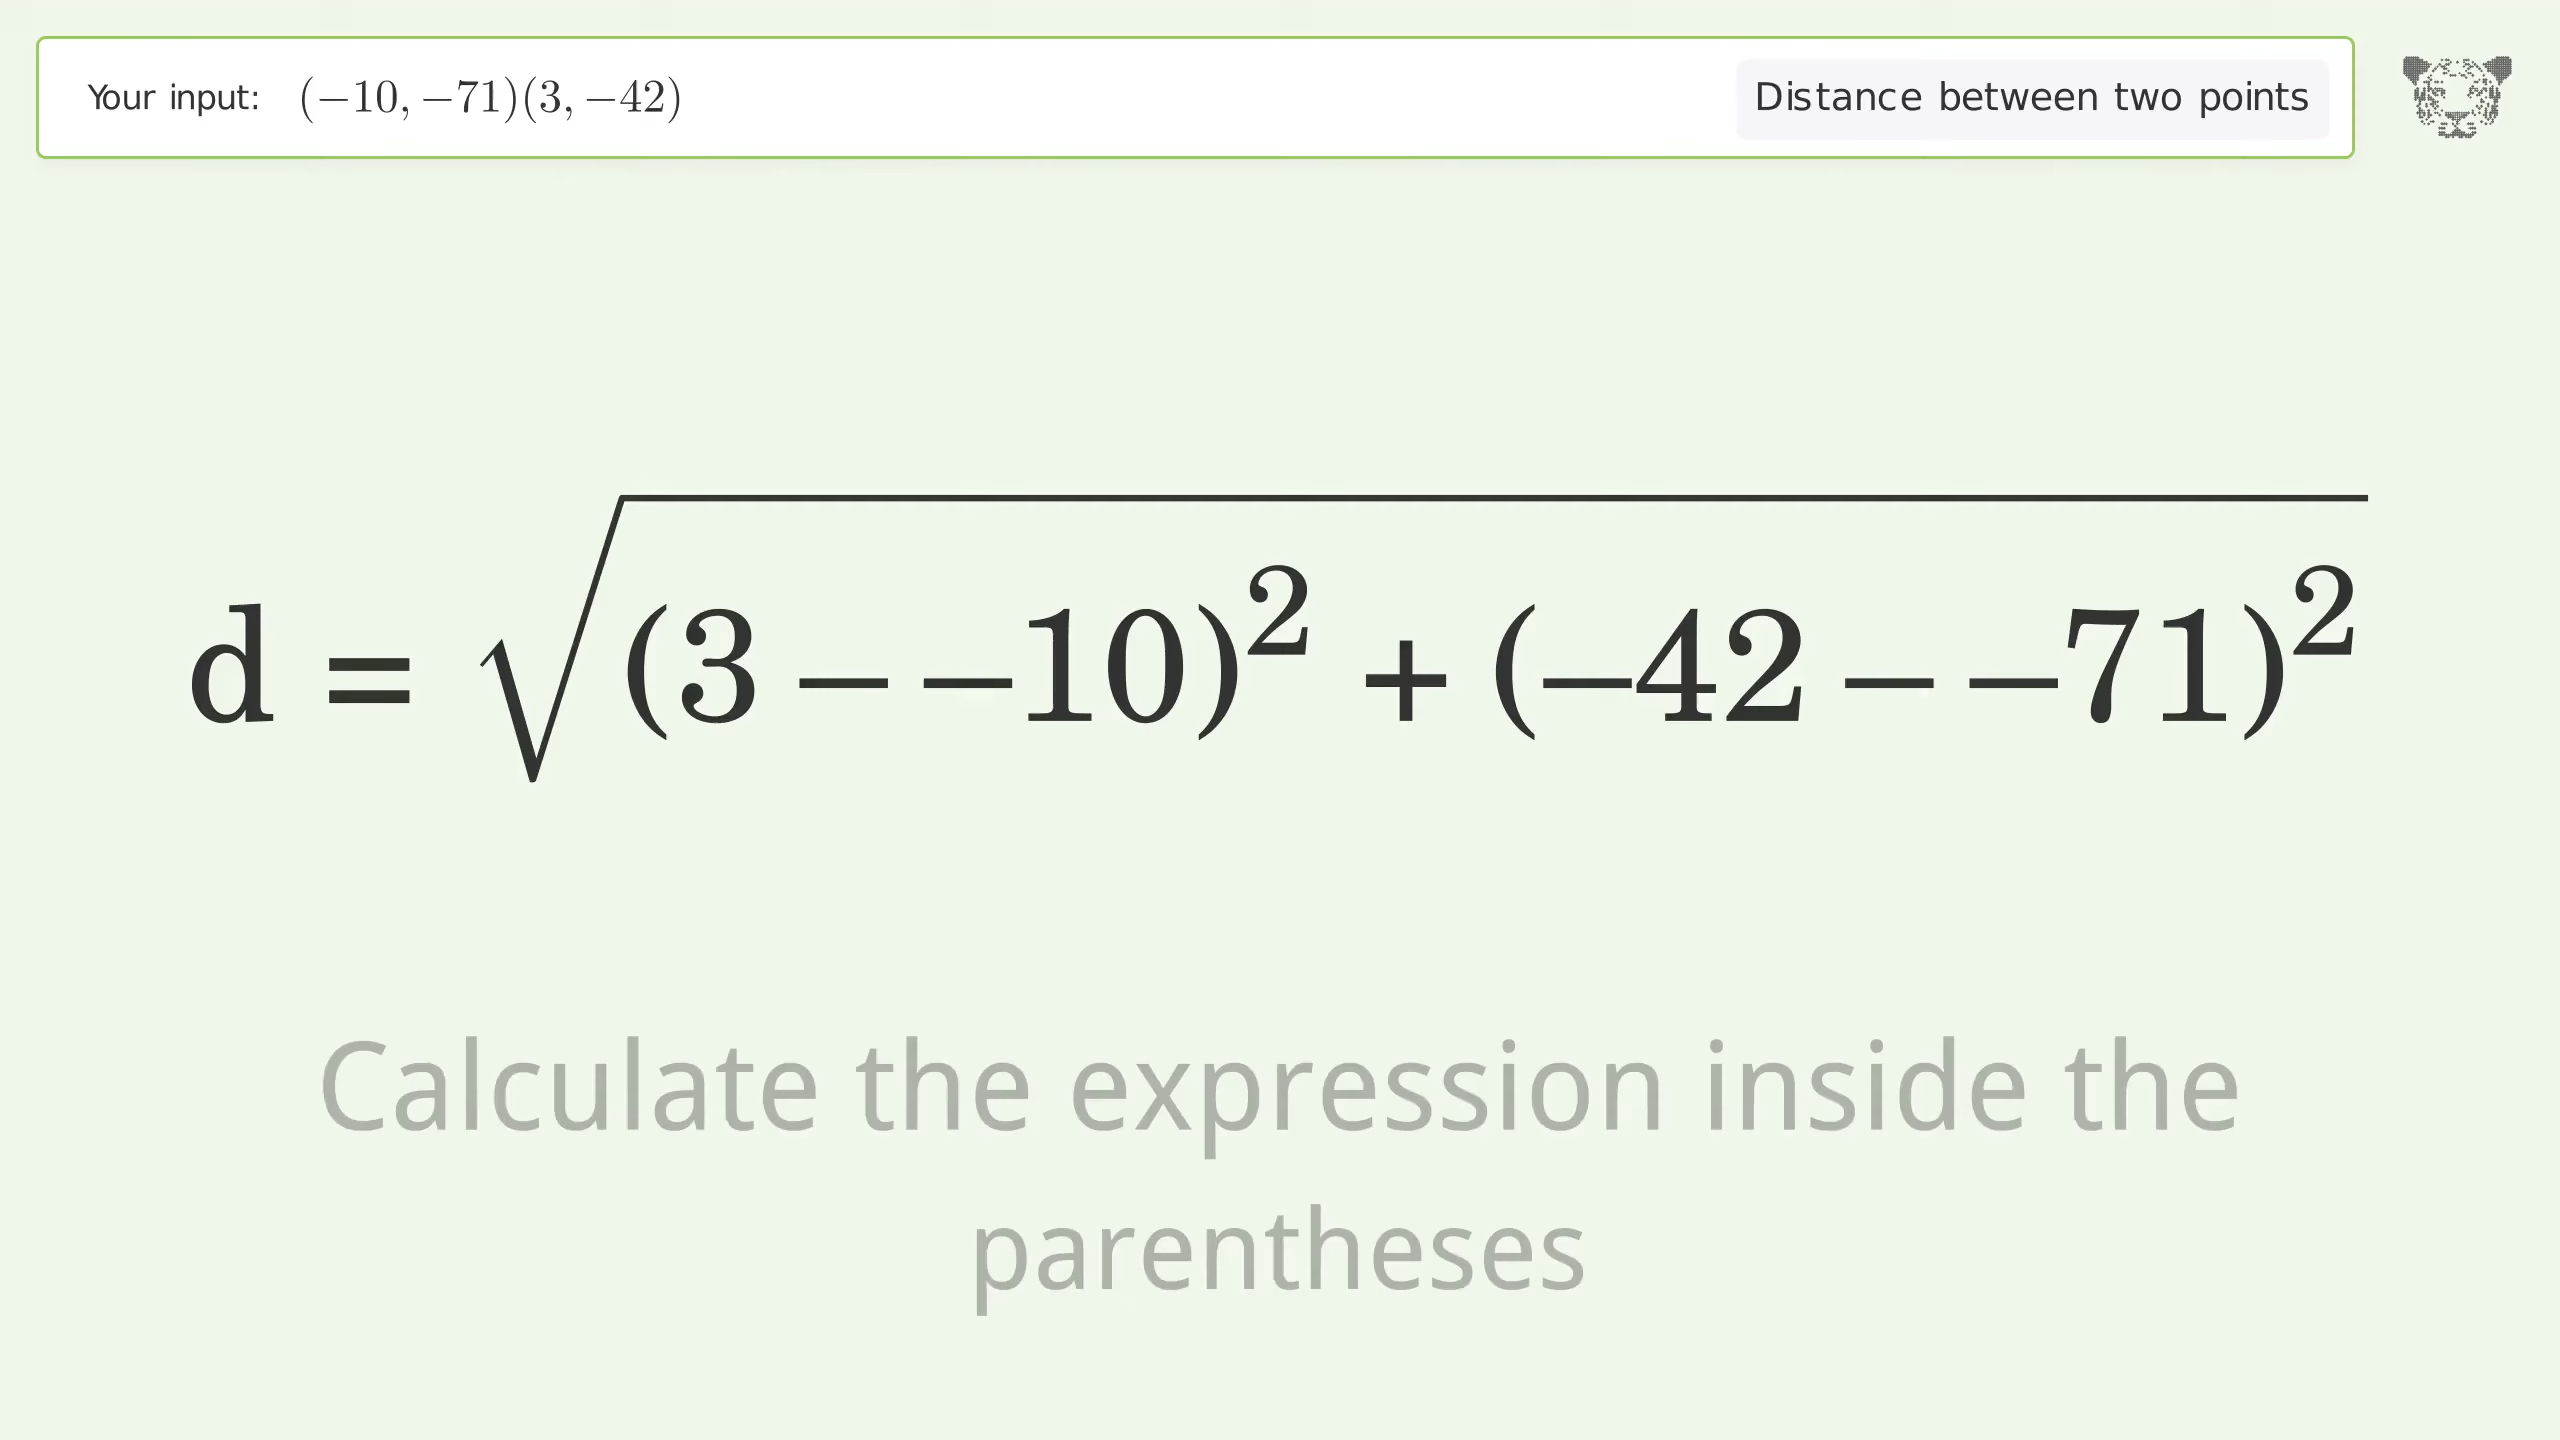 Your input: (−10, −71)(3, −42)
Distance between two points
d = √(3 − −10)² + (−42 − −71)²
Calculate the expression inside the
parentheses